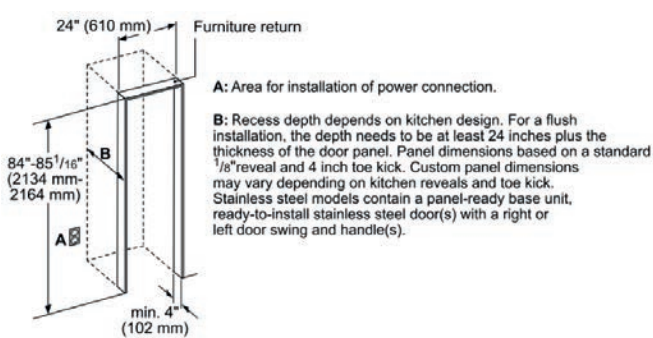 24" (610 mm)
Furniture return
A: Area for installation of power connection.
B: Recess depth depends on kitchen design. For a flush
installation, the depth needs to be at least 24 inches plus the
thickness of the door panel. Panel dimensions based on a standard
1/8"reveal and 4 inch toe kick. Custom panel dimensions
may vary depending on kitchen reveals and toe kick.
Stainless steel models contain a panel-ready base unit,
ready-to-install stainless steel door(s) with a right or
left door swing and handle(s).
B
84"-85 1/16"
(2134 mm-
2164 mm)
A
min. 4"
(102 mm)